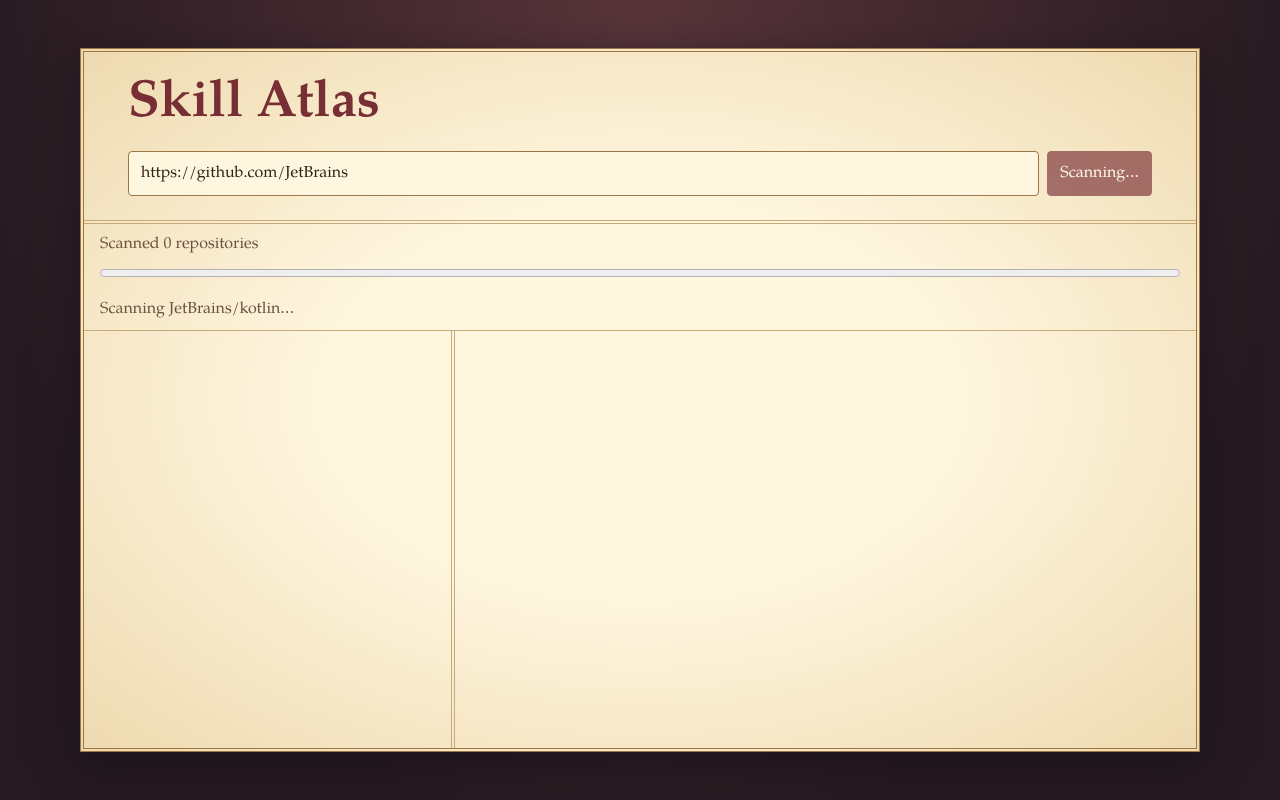 Skill Atlas
https://github.com/JetBrains
Scanning...
Scanned 0 repositories
Scanning JetBrains/kotlin...